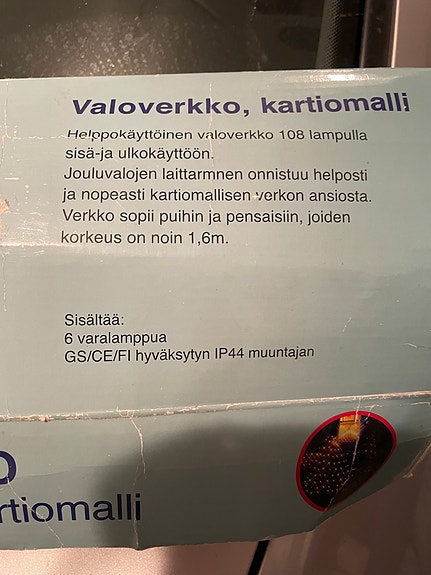 Valoverkko, kartiomalli
Helppokäyttöinen valoverkko 108 lampulla
sisä-ja ulkokäyttöön.
Jouluvalojen laittarmnen onnistuu helposti
ja nopeasti kartiomallisen verkon ansiosta.
Verkko sopii puihin ja pensaisiin, joiden
korkeus on noin 1,6m.
Sisältää:
6 varalamppua
GS/CE/FI hyväksytyn IP44 muuntajan